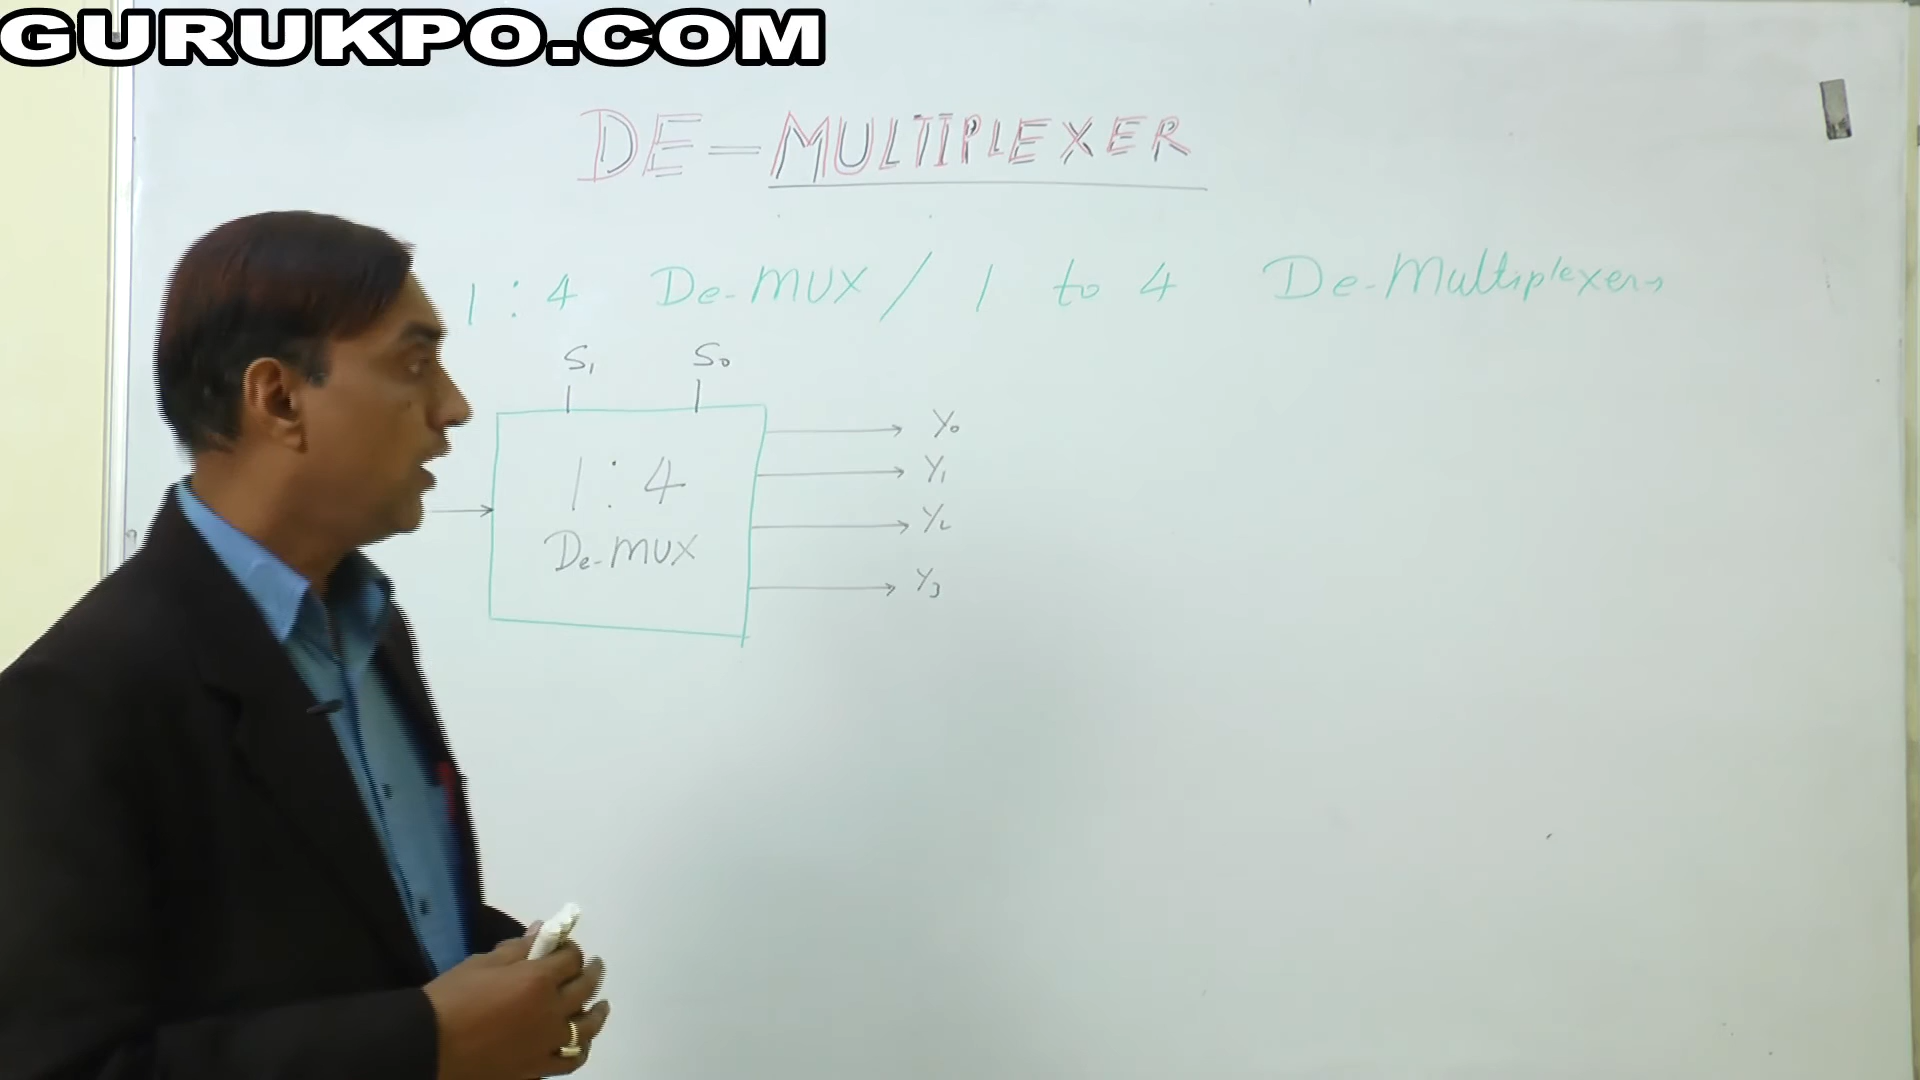 GURUKPO.COM
DE-MULTIPLEXER
1:4 De-MUX / 1 to 4 De-Multiplexers
S1 S0
1:4
De-MUX
Y0
Y1
Y2
Y3